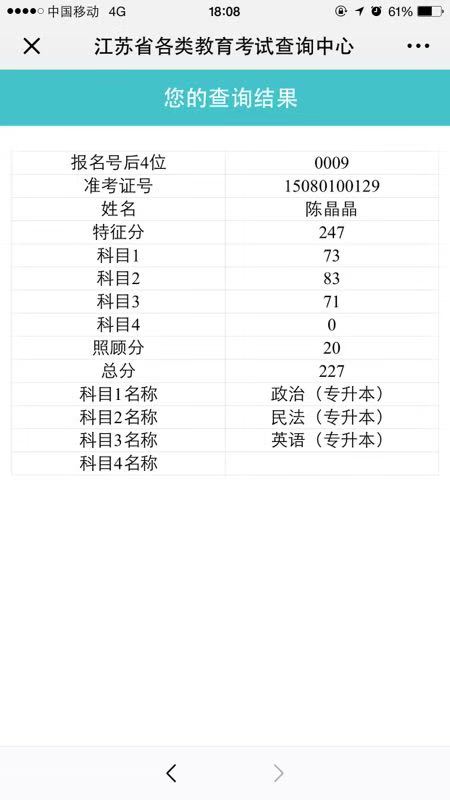 中国移动 4G 18:08 61%
江苏省各类教育考试查询中心
您的查询结果
报名号后4位 0009
准考证号 15080100129
姓名 陈晶晶
特征分 247
科目1 73
科目2 83
科目3 71
科目4 0
照顾分 20
总分 227
科目1名称 政治（专升本）
科目2名称 民法（专升本）
科目3名称 英语（专升本）
科目4名称